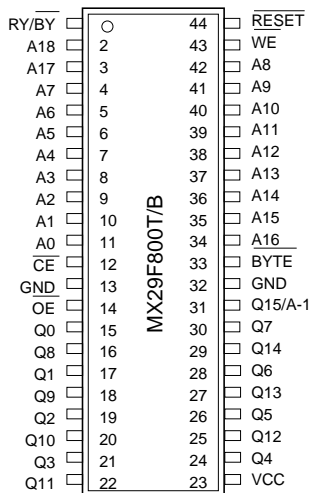 RY/BY 44 RESET
A18 2 43 WE
A17 3 42 A8
A7 4 41 A9
A6 5 40 A10
A5 6 39 A11
A4 7 38 A12
A3 8 37 A13
A2 9 36 A14
A1 10 35 A15
A0 11 34 A16
CE 12 33 BYTE
GND 13 32 GND
OE 14 31 Q15/A-1
Q0 15 30 Q7
Q8 16 29 Q14
Q1 17 28 Q6
Q9 18 27 Q13
Q2 19 26 Q5
Q10 20 25 Q12
Q3 21 24 Q4
Q11 22 23 VCC
MX29F800T/B